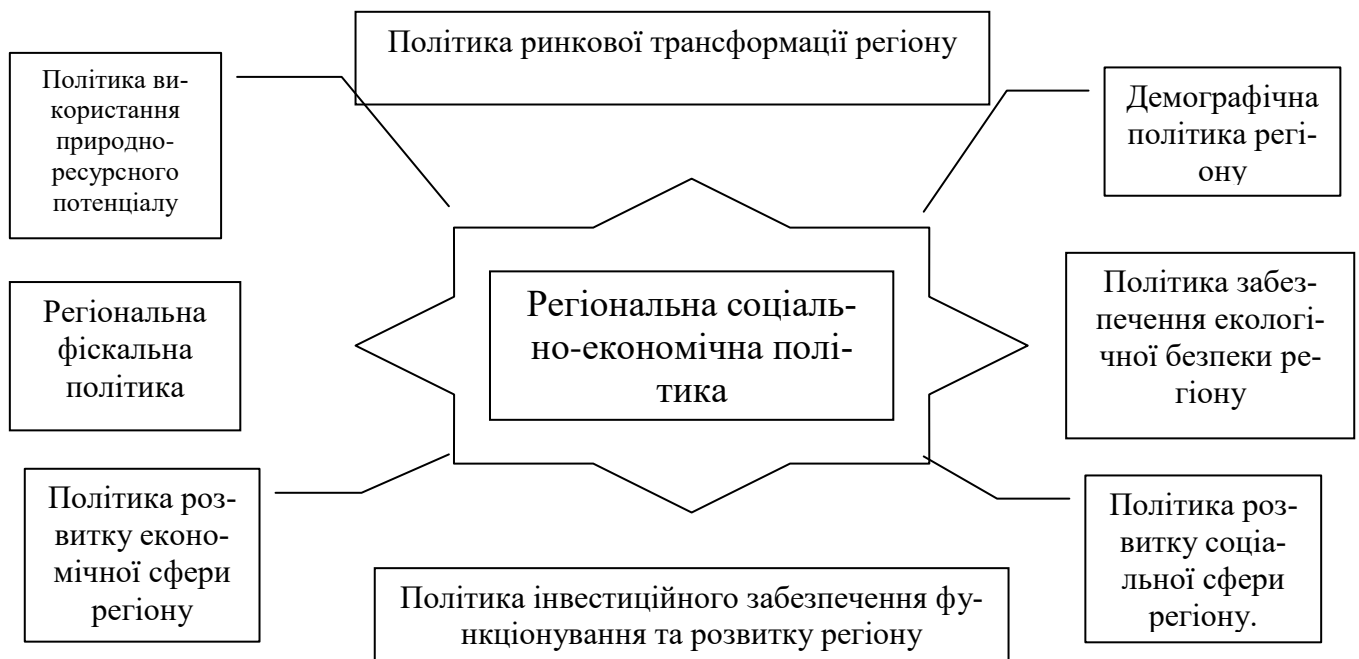 Політика ринкової трансформації регіону
Політика ви-
користання
природно-
ресурсного
потенціалу
Демографічна
політика регі-
ону
Регіональна
фіскальна
політика
Регіональна соціаль-
но-економічна полі-
тика
Політика забез-
печення екологі-
чної безпеки ре-
гіону
Політика роз-
витку еконо-
мічної сфери
регіону
Політика інвестиційного забезпечення фу-
нкціонування та розвитку регіону
Політика роз-
витку соціа-
льної сфери
регіону.